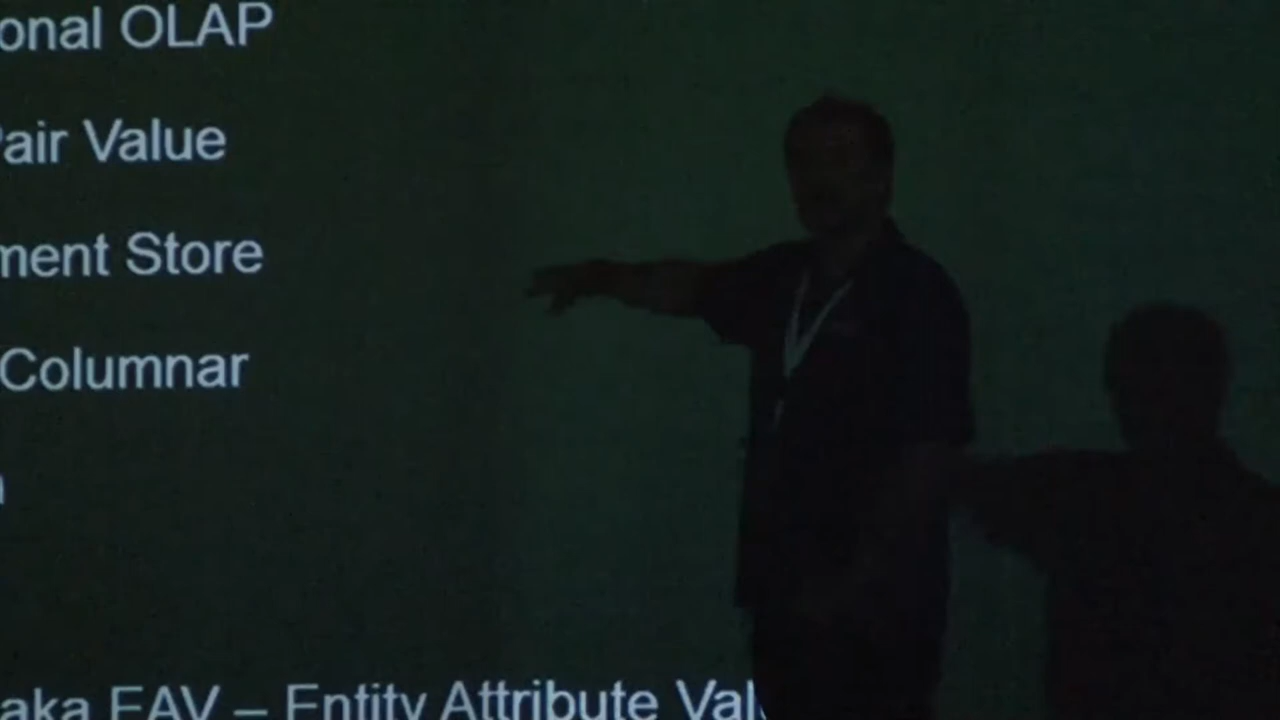 onal OLAP
Pair Value
ment Store
Columnar
aka EAV – Entity Attribute Val